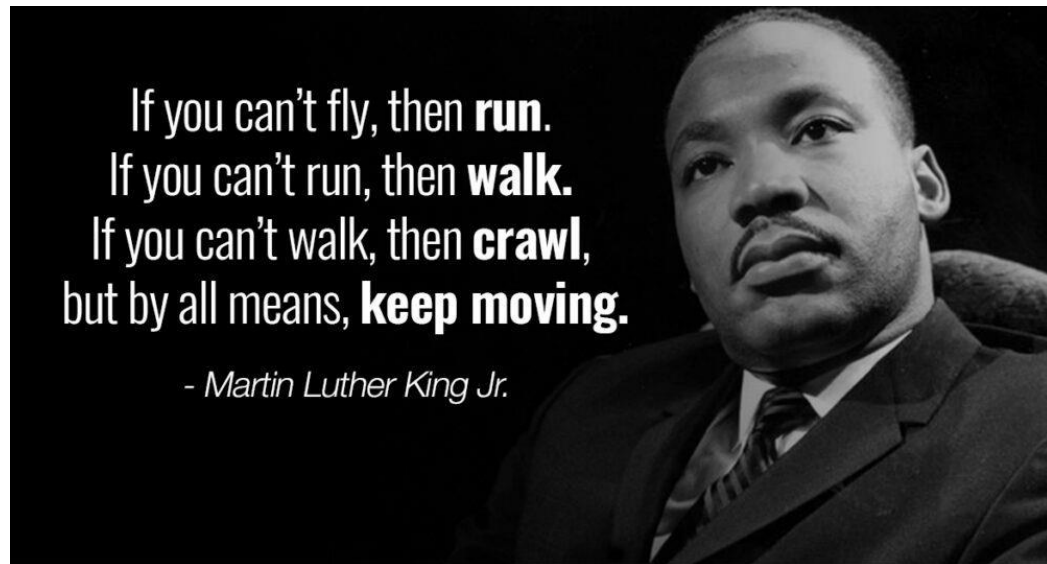 If you can't fly, then run.
If you can't run, then walk.
If you can't walk, then crawl,
but by all means, keep moving.
- Martin Luther King Jr.